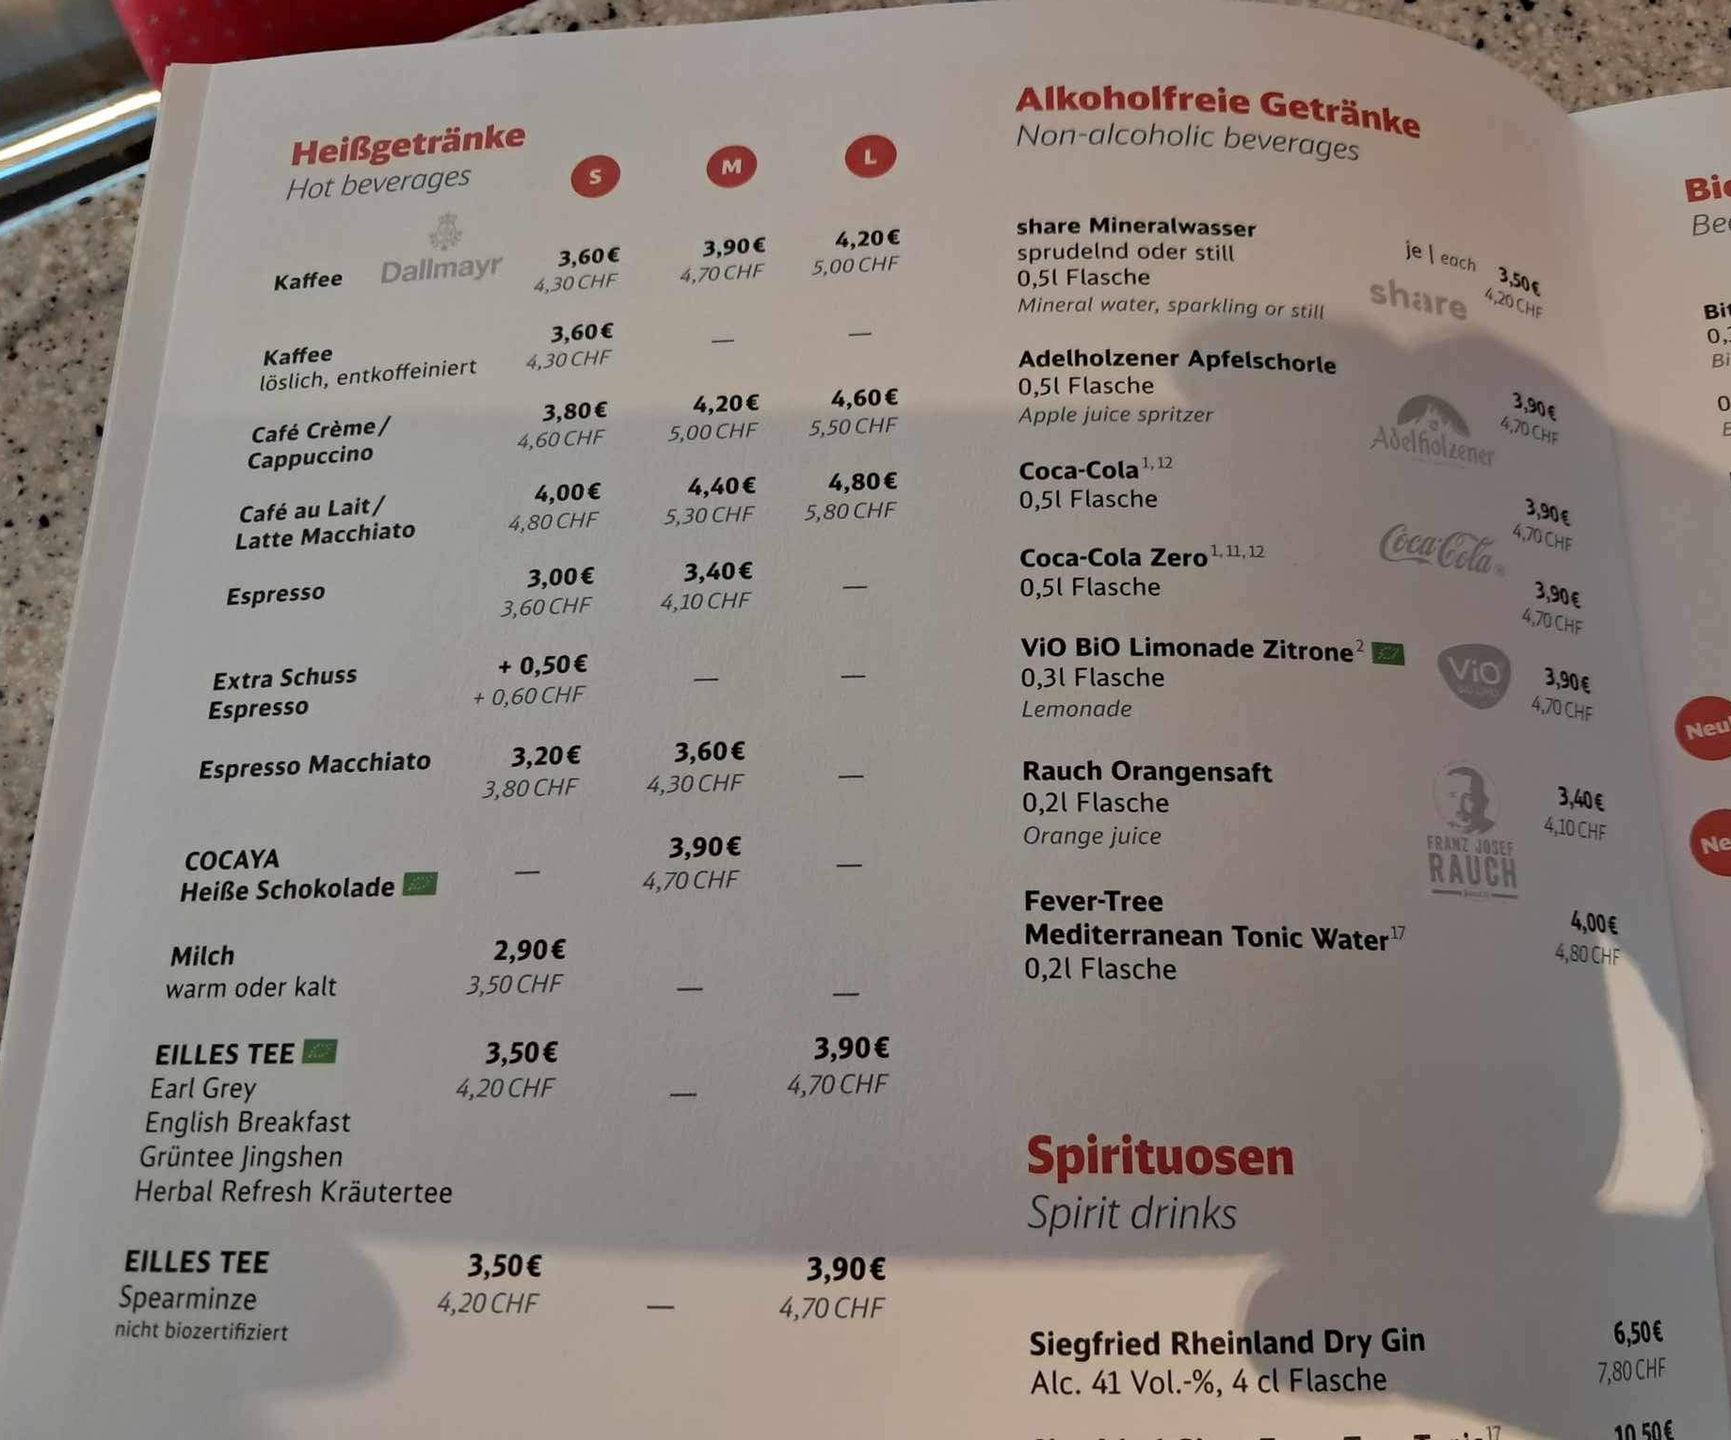 Heißgetränke
Hot beverages
S M L
Kaffee Dallmayr 3,60€ 3,90€ 4,20€
4,30 CHF 4,70 CHF 5,00 CHF
Kaffee 3,60€ — —
löslich, entkoffeiniert 4,30 CHF
Café Crème/ 3,80€ 4,20€ 4,60€
Cappuccino 4,60 CHF 5,00 CHF 5,50 CHF
Café au Lait/ 4,00€ 4,40€ 4,80€
Latte Macchiato 4,80 CHF 5,30 CHF 5,80 CHF
Espresso 3,00€ 3,40€ —
3,60 CHF 4,10 CHF
Extra Schuss + 0,50€ — —
Espresso + 0,60 CHF
Espresso Macchiato 3,20€ 3,60€ —
3,80 CHF 4,30 CHF
COCAYA — 3,90€ —
Heiße Schokolade 4,70 CHF
Milch 2,90€ — —
warm oder kalt 3,50 CHF
EILLES TEE 3,50€ — 3,90€
Earl Grey 4,20 CHF 4,70 CHF
English Breakfast
Grüntee Jingshen
Herbal Refresh Kräutertee
EILLES TEE 3,50€ — 3,90€
Spearminze 4,20 CHF 4,70 CHF
nicht biozertifiziert
Alkoholfreie Getränke
Non-alcoholic beverages
share Mineralwasser
sprudelnd oder still je | each 3,50€
0,5l Flasche share 4,20 CHF
Mineral water, sparkling or still
Adelholzener Apfelschorle
0,5l Flasche 3,90€
Apple juice spritzer Adelholzener 4,70 CHF
Coca-Cola 1, 12
0,5l Flasche 3,90€
Coca-Cola 4,70 CHF
Coca-Cola Zero 1, 11, 12
0,5l Flasche 3,90€
4,70 CHF
ViO BiO Limonade Zitrone 2
0,3l Flasche ViO 3,90€
Lemonade 4,70 CHF
Rauch Orangensaft
0,2l Flasche 3,40€
Orange juice 4,10 CHF
FRANZ JOSEF
RAUCH
Fever-Tree 4,00€
Mediterranean Tonic Water 17 4,80 CHF
0,2l Flasche
Spirituosen
Spirit drinks
Siegfried Rheinland Dry Gin 6,50€
Alc. 41 Vol.-%, 4 cl Flasche 7,80 CHF
17 10,50€
Neu